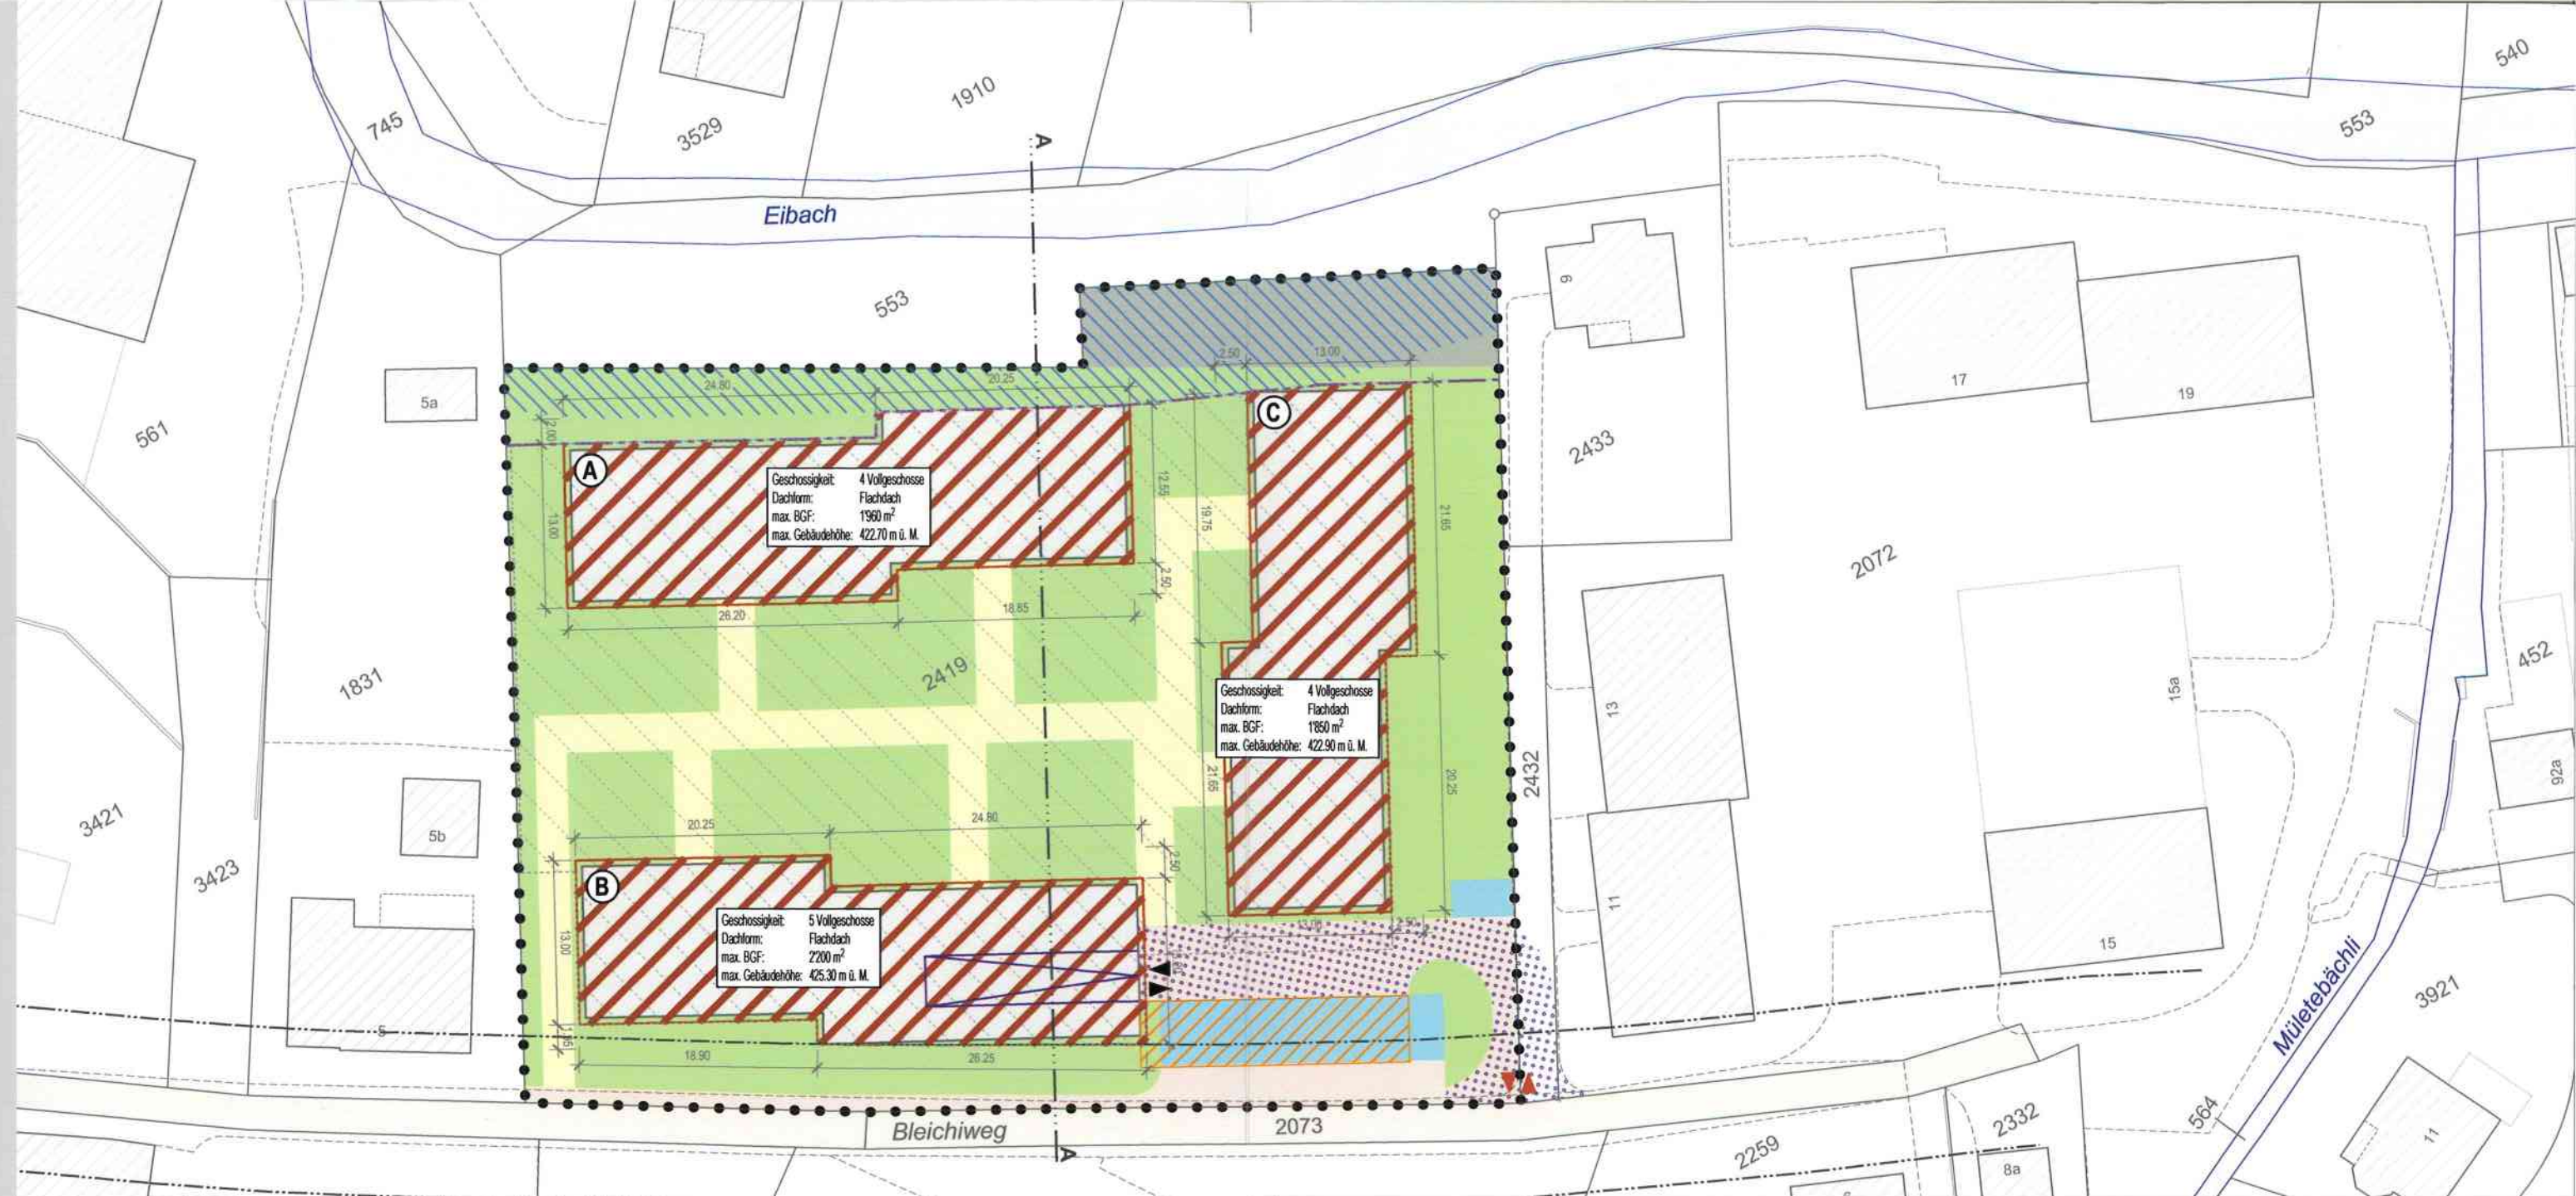 540
745
3529
1910
A
553
Eibach
9
553
2.50
13.00
24.80
20.25
17
19
5a
561
2.00
A
C
2433
Geschossigkeit: 4 Vollgeschosse
Dachform: Flachdach
max. BGF: 1'960 m²
max. Gebäudehöhe: 422.70 m ü. M.
12.55
13.00
19.75
21.65
2072
2.50
26.20
18.85
2419
1831
452
15a
Geschossigkeit: 4 Vollgeschosse
Dachform: Flachdach
max. BGF: 1'850 m²
max. Gebäudehöhe: 422.90 m ü. M.
13
2432
92a
21.65
20.25
3421
5b
20.25
24.80
2.50
3423
B
11
Geschossigkeit: 5 Vollgeschosse
Dachform: Flachdach
max. BGF: 2'200 m²
max. Gebäudehöhe: 425.30 m ü. M.
13.00
13.00
2.50
15
Mületebächli
3921
5
18.90
26.25
Bleichiweg
2073
A
2259
2332
564
11
8a